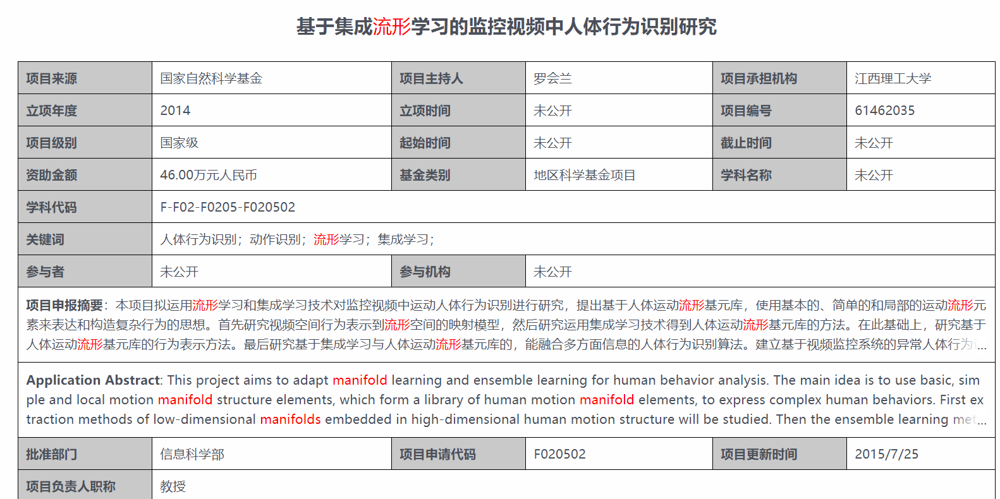 基于集成流形学习的监控视频中人体行为识别研究
项目来源 国家自然科学基金 项目主持人 罗会兰 项目承担机构 江西理工大学
立项年度 2014 立项时间 未公开 项目编号 61462035
项目级别 国家级 起始时间 未公开 截止时间 未公开
资助金额 46.00万元人民币 基金类别 地区科学基金项目 学科名称 未公开
学科代码 F-F02-F0205-F020502
关键词 人体行为识别；动作识别；流形学习；集成学习；
参与者 未公开 参与机构 未公开
项目申报摘要：本项目拟运用流形学习和集成学习技术对监控视频中运动人体行为识别进行研究，提出基于人体运动流形基元库，使用基本的、简单的和局部的运动流形元
素来表达和构造复杂行为的思想。首先研究视频空间行为表示到流形空间的映射模型，然后研究运用集成学习技术得到人体运动流形基元库的方法。在此基础上，研究基于
人体运动流形基元库的行为表示方法。最后研究基于集成学习与人体运动流形基元库的，能融合多方面信息的人体行为识别算法。建立基于视频监控系统的异常人体行为...
Application Abstract: This project aims to adapt manifold learning and ensemble learning for human behavior analysis. The main idea is to use basic, sim
ple and local motion manifold structure elements, which form a library of human motion manifold elements, to express complex human behaviors. First ex
traction methods of low-dimensional manifolds embedded in high-dimensional human motion structure will be studied. Then the ensemble learning met...
批准部门 信息科学部 项目申请代码 F020502 项目更新时间 2015/7/25
项目负责人职称 教授